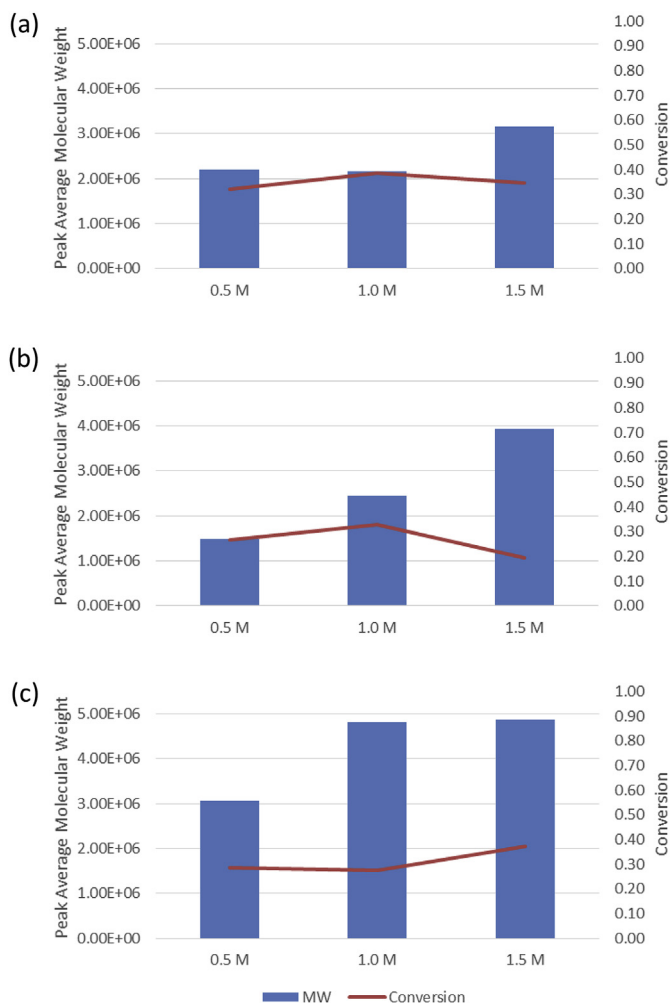 (a)
Peak Average Molecular Weight
5.00E+06
4.00E+06
3.00E+06
2.00E+06
1.00E+06
0.00E+00
1.00
0.90
0.80
0.70
0.60
0.50
0.40
0.30
0.20
0.10
0.00
Conversion
0.5 M 1.0 M 1.5 M
(b)
Peak Average Molecular Weight
5.00E+06
4.00E+06
3.00E+06
2.00E+06
1.00E+06
0.00E+00
1.00
0.90
0.80
0.70
0.60
0.50
0.40
0.30
0.20
0.10
0.00
Conversion
0.5 M 1.0 M 1.5 M
(c)
Peak Average Molecular Weight
5.00E+06
4.00E+06
3.00E+06
2.00E+06
1.00E+06
0.00E+00
1.00
0.90
0.80
0.70
0.60
0.50
0.40
0.30
0.20
0.10
0.00
Conversion
0.5 M 1.0 M 1.5 M
MW Conversion